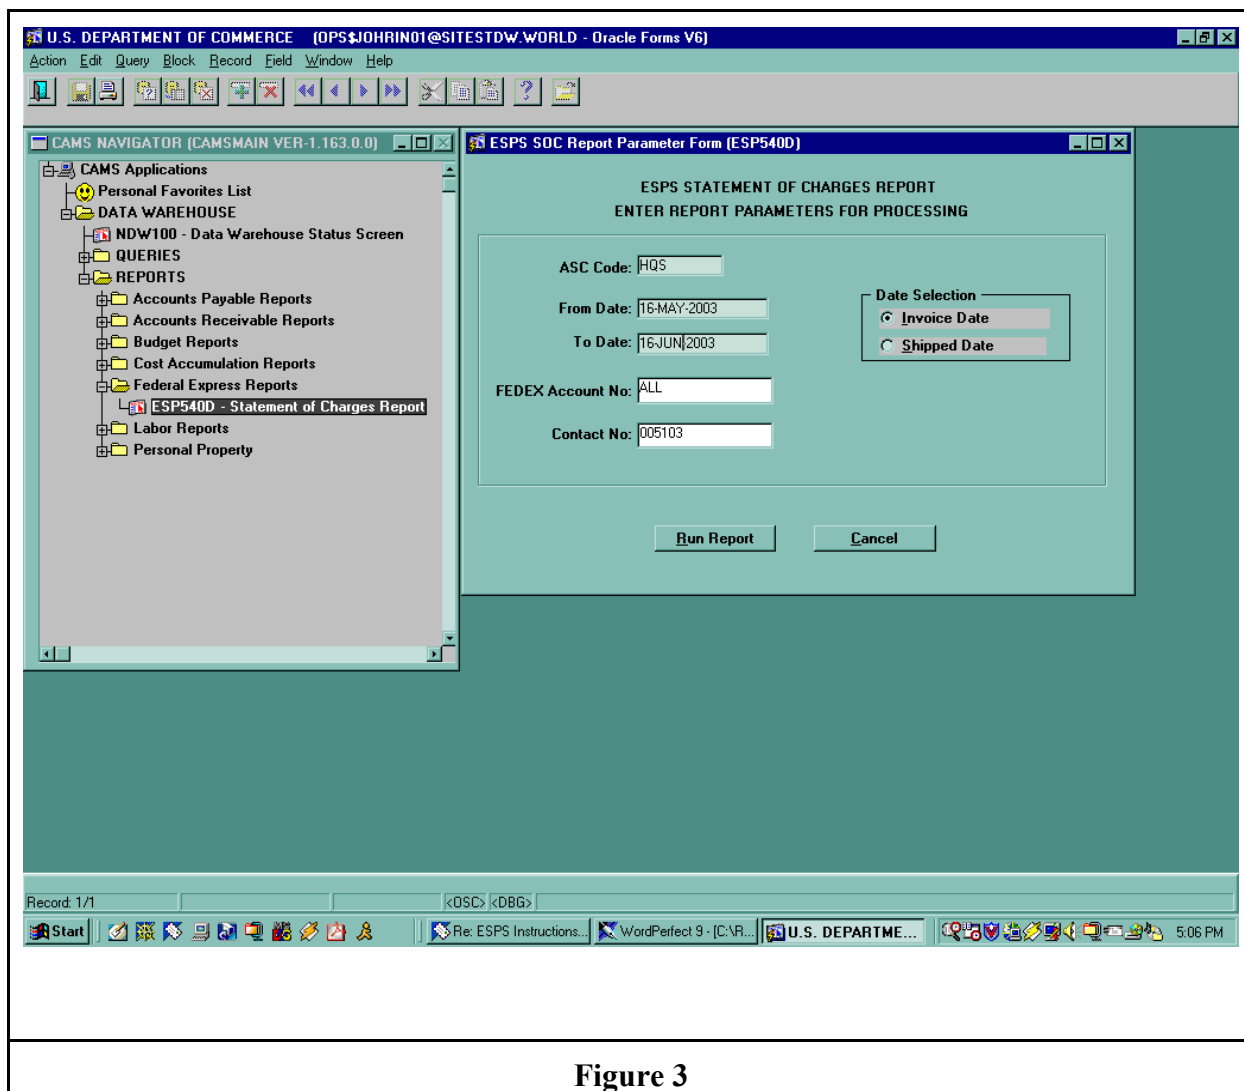 U.S. DEPARTMENT OF COMMERCE (OPS$JOHRIN01@SITESTDW.WORLD - Oracle Forms V6)
Action Edit Query Block Record Field Window Help
CAMS NAVIGATOR (CAMSMAIN VER-1.163.0.0)
CAMS Applications
Personal Favorites List
DATA WAREHOUSE
NDW100 - Data Warehouse Status Screen
QUERIES
REPORTS
Accounts Payable Reports
Accounts Receivable Reports
Budget Reports
Cost Accumulation Reports
Federal Express Reports
ESP540D - Statement of Charges Report
Labor Reports
Personal Property
ESPS SOC Report Parameter Form (ESP540D)
ESPS STATEMENT OF CHARGES REPORT
ENTER REPORT PARAMETERS FOR PROCESSING
ASC Code: HQS
From Date: 16-MAY-2003
To Date: 16-JUN-2003
FEDEX Account No: ALL
Contact No: 005103
Date Selection
Invoice Date
Shipped Date
Run Report Cancel
Record: 1/1 <OSC> <DBG>
Start Re: ESPS Instructions... WordPerfect 9 - [C:\R... U.S. DEPARTME... 5:06 PM
Figure 3